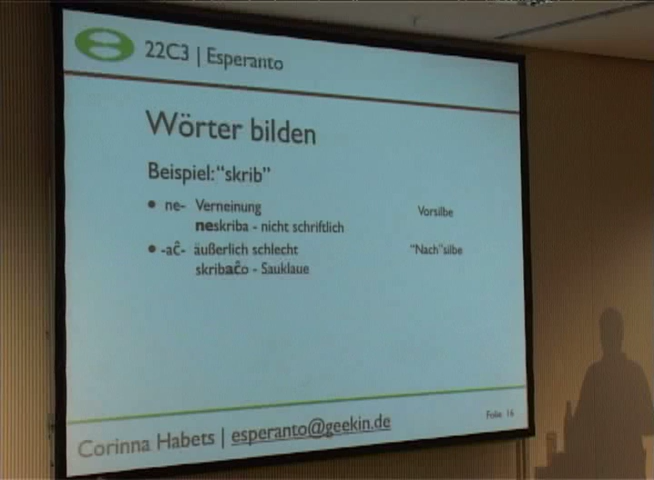 22C3 | Esperanto
Wörter bilden
Beispiel:“skrib”
• ne- Verneinung Vorsilbe
neskriba - nicht schriftlich
• -aĉ- äußerlich schlecht “Nach”silbe
skribaĉo - Sauklaue
Corinna Habets | esperanto@geekin.de
Folie 16